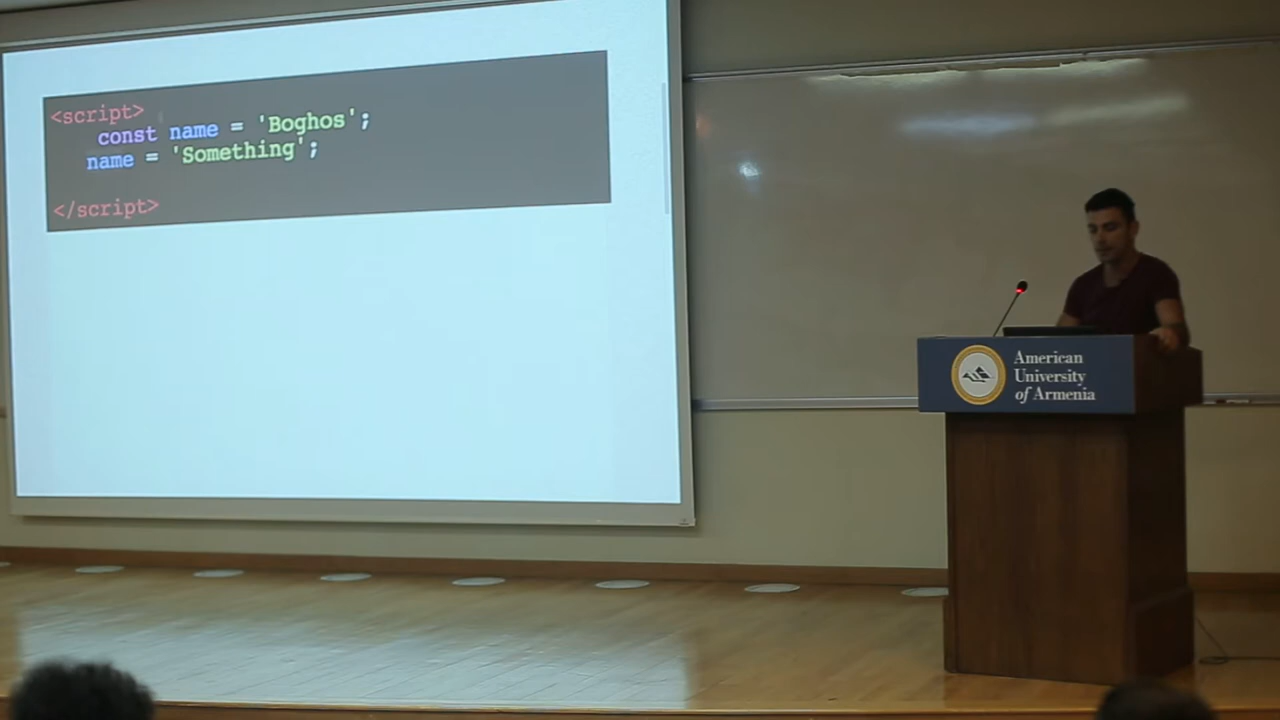 <script>
const name = 'Boghos';
name = 'Something';
</script>
American
University
of Armenia